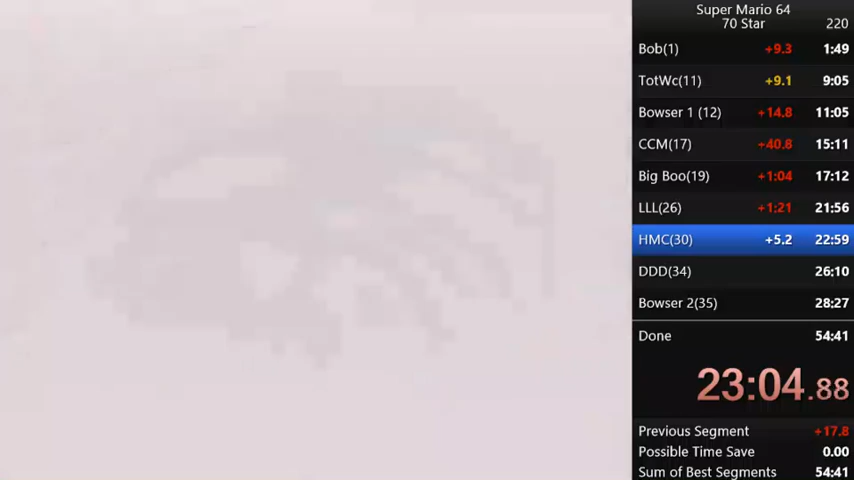 Super Mario 64
70 Star 220
Bob(1) +9.3 1:49
TotWc(11) +9.1 9:05
Bowser 1 (12) +14.8 11:05
CCM(17) +40.8 15:11
Big Boo(19) +1:04 17:12
LLL(26) +1:21 21:56
HMC(30) +5.2 22:59
DDD(34) 26:10
Bowser 2(35) 28:27
Done 54:41
23:04.88
Previous Segment +17.8
Possible Time Save 0.00
Sum of Best Segments 54:41